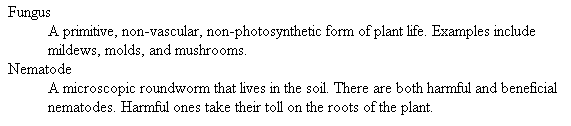 Fungus
A primitive, non-vascular, non-photosynthetic form of plant life. Examples include
mildews, molds, and mushrooms.
Nematode
A microscopic roundworm that lives in the soil. There are both harmful and beneficial
nematodes. Harmful ones take their toll on the roots of the plant.